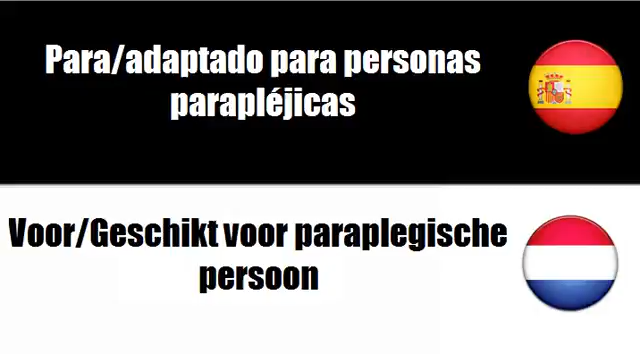 Para/adaptado para personas
parapléjicas
Voor/Geschikt voor paraplegische
persoon